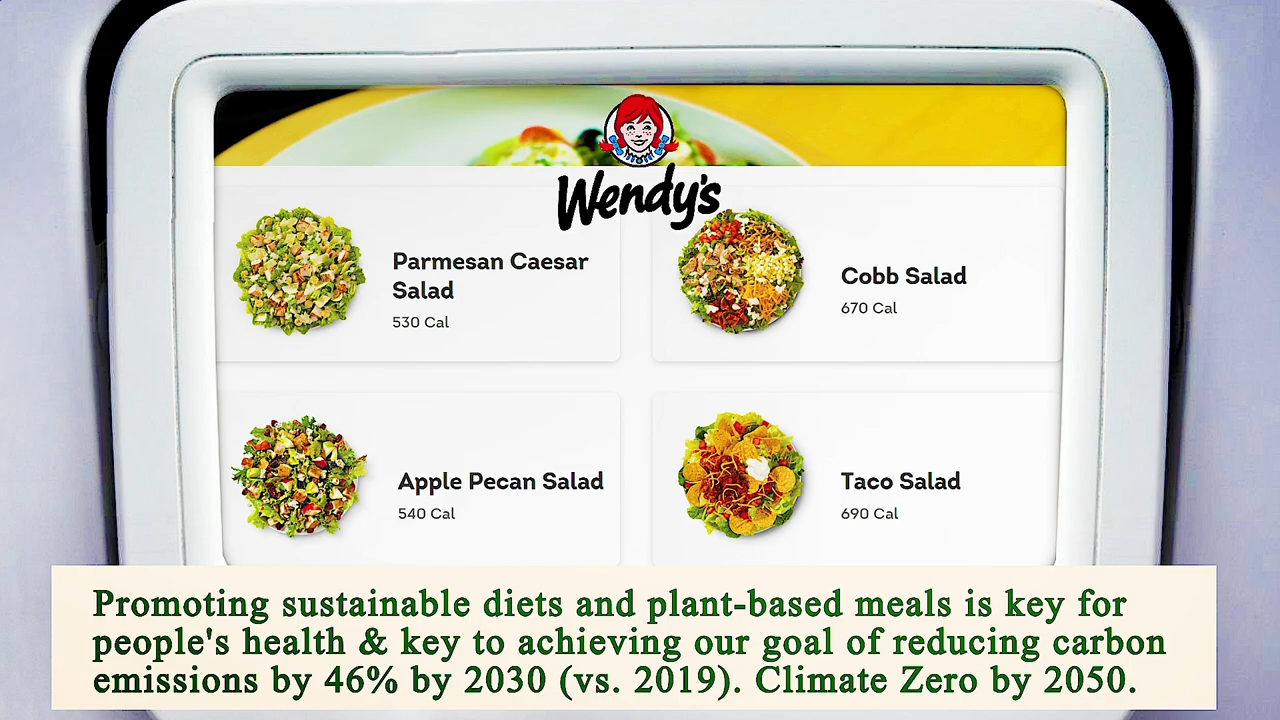 Wendy's
Parmesan Caesar
Salad
530 Cal
Cobb Salad
670 Cal
Apple Pecan Salad
540 Cal
Taco Salad
690 Cal
Promoting sustainable diets and plant-based meals is key for
people's health & key to achieving our goal of reducing carbon
emissions by 46% by 2030 (vs. 2019). Climate Zero by 2050.